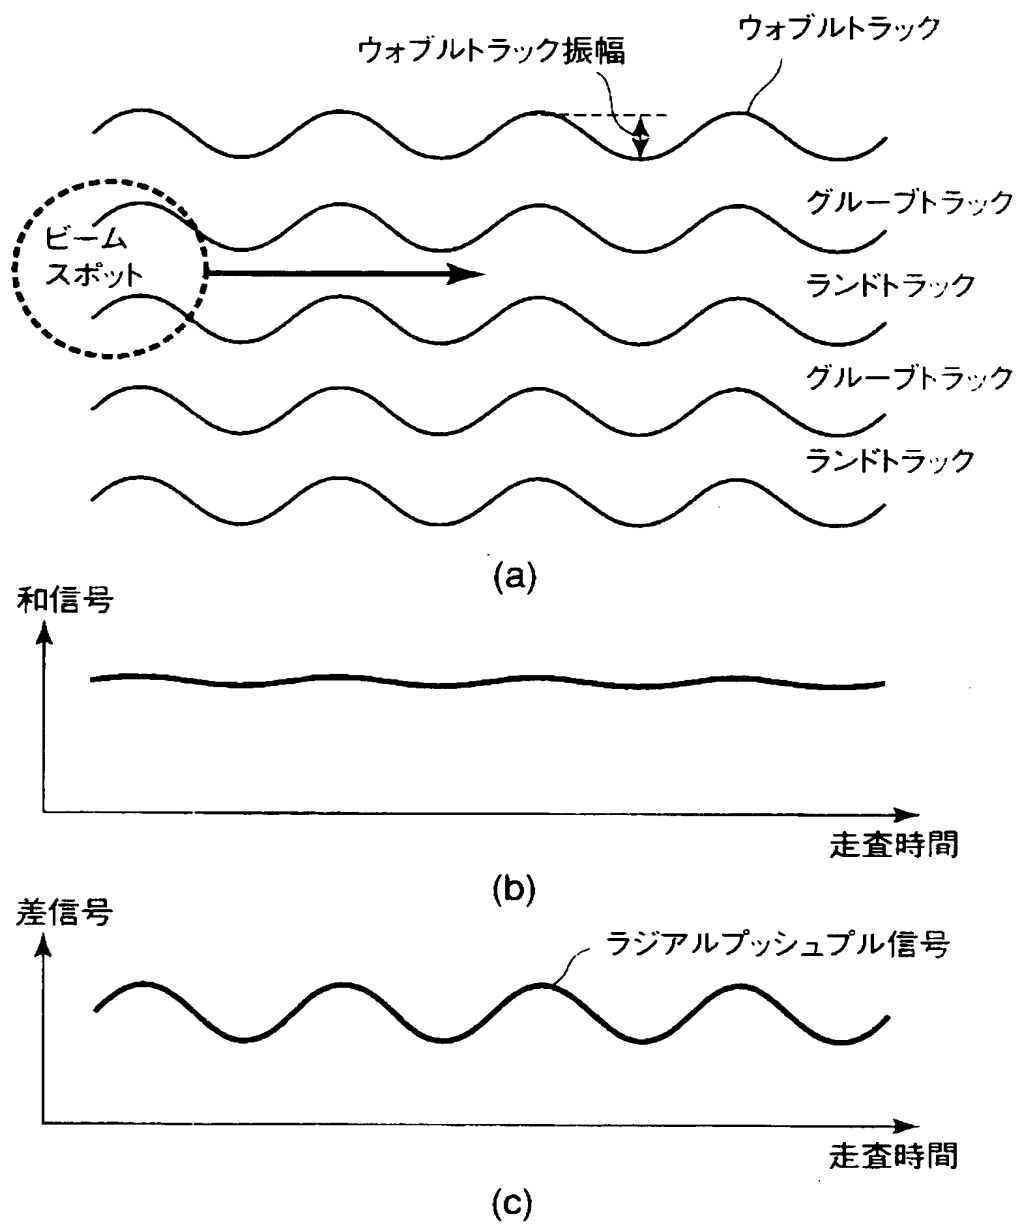 ウォブルトラック振幅
ウォブルトラック
グルーブトラック
ビーム
スポット
ランドトラック
グルーブトラック
ランドトラック
(a)
和信号
走査時間
(b)
差信号
ラジアルプッシュプル信号
走査時間
(c)